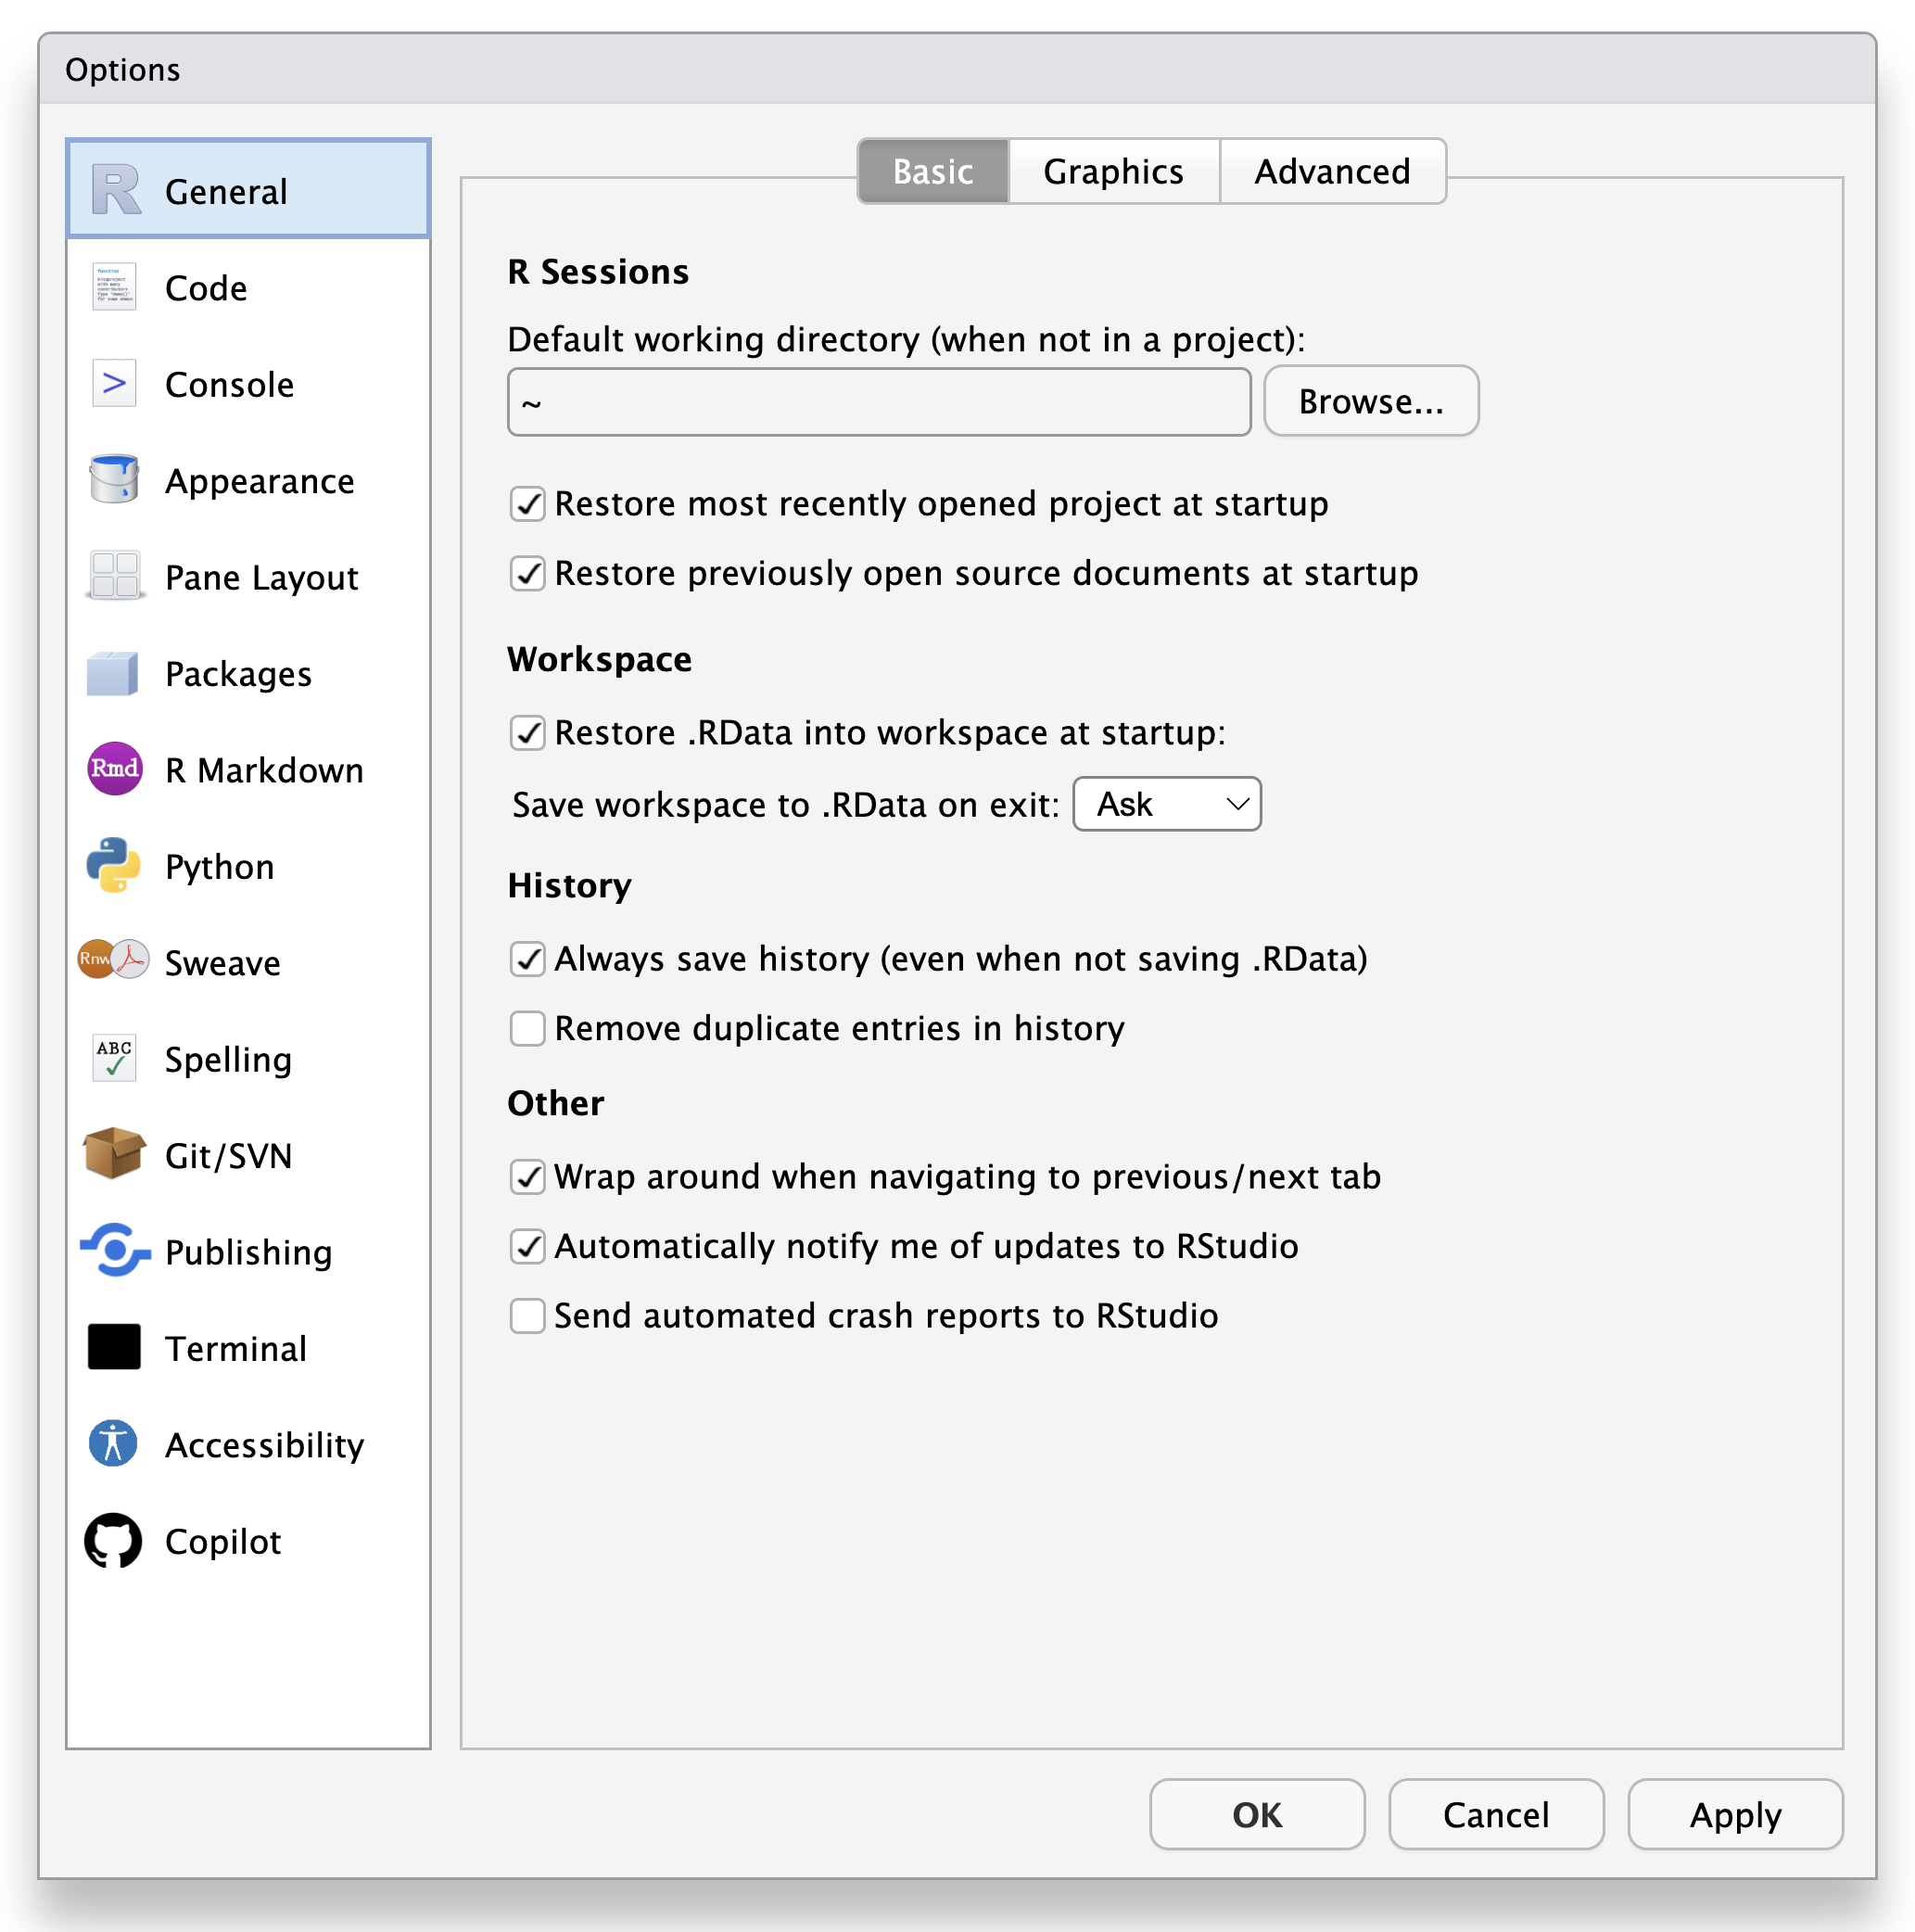 Options
General
Code
Console
Appearance
Pane Layout
Packages
Rmd
R Markdown
Python
Rnw
Sweave
ABC
Spelling
Git/SVN
Publishing
Terminal
Accessibility
Copilot
Basic
Graphics
Advanced
R Sessions
Default working directory (when not in a project):
~
Browse...
Restore most recently opened project at startup
Restore previously open source documents at startup
Workspace
Restore .RData into workspace at startup:
Save workspace to .RData on exit: Ask
History
Always save history (even when not saving .RData)
Remove duplicate entries in history
Other
Wrap around when navigating to previous/next tab
Automatically notify me of updates to RStudio
Send automated crash reports to RStudio
OK
Cancel
Apply